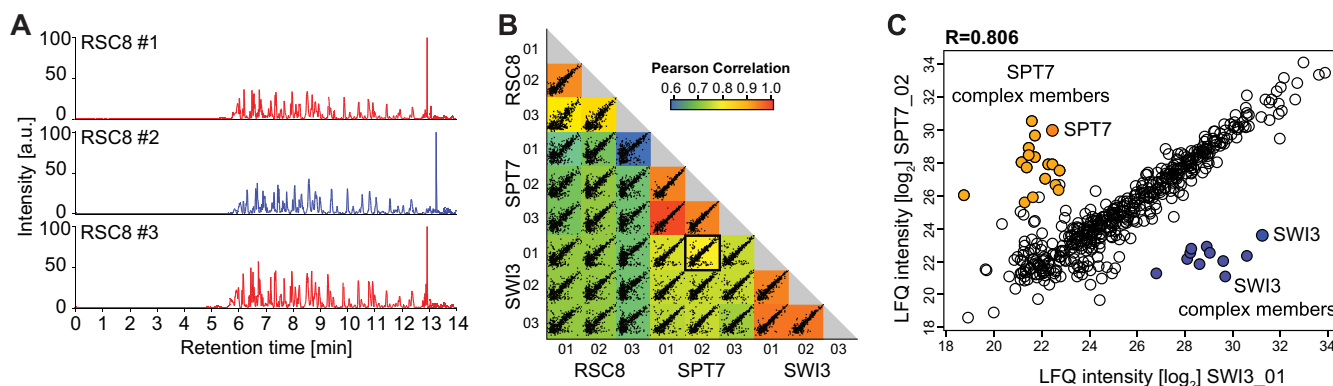 A
RSC8 #1
100
50
0
RSC8 #2
100
50
0
RSC8 #3
100
50
0
Intensity [a.u.]
0 1 2 3 4 5 6 7 8 9 10 11 12 13 14
Retention time [min]
B
Pearson Correlation
0.6 0.7 0.8 0.9 1.0
RSC8
01
02
03
SPT7
01
02
03
SWI3
01
02
03
01 02 03 01 02 03 01 02 03
RSC8 SPT7 SWI3
C
R=0.806
SPT7
complex members
SPT7
SWI3
SWI3
complex members
LFQ intensity [log2] SPT7_02
34
32
30
28
26
24
22
20
18
18 20 22 24 26 28 30 32 34
LFQ intensity [log2] SWI3_01